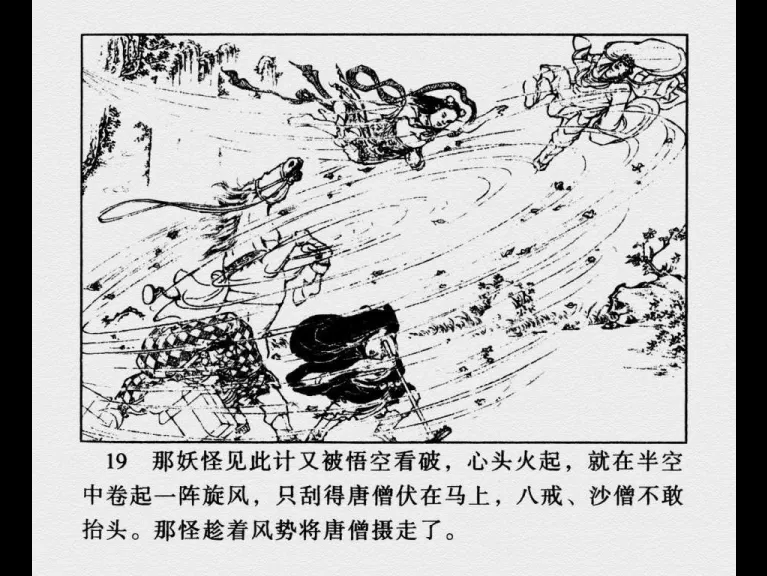 19 那妖怪见此计又被悟空看破，心头火起，就在半空
中卷起一阵旋风，只刮得唐僧伏在马上，八戒、沙僧不敢
抬头。那怪趁着风势将唐僧摄走了。